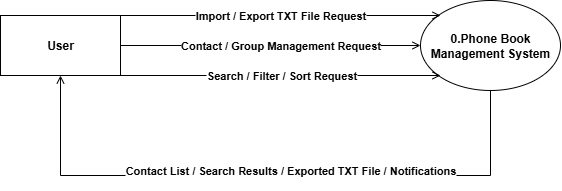 Import / Export TXT File Request
User
Contact / Group Management Request
0.Phone Book
Management System
Search / Filter / Sort Request
Contact List / Search Results / Exported TXT File / Notifications